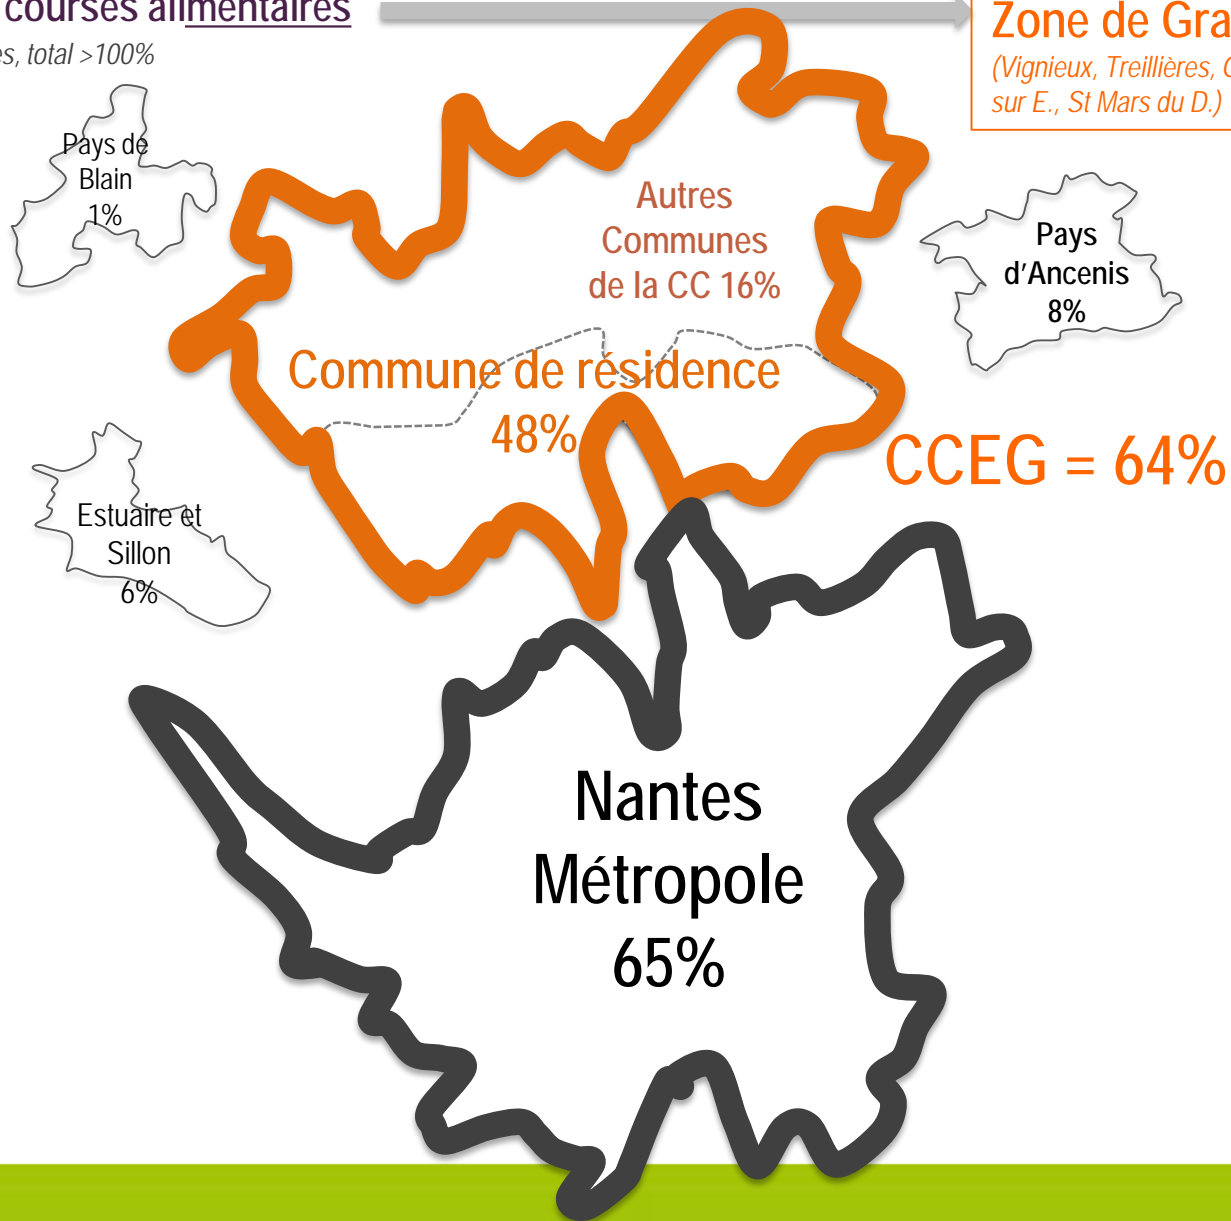 courses alimentaires
es, total >100%
Zone de Gra
(Vignieux, Treillières, G
sur E., St Mars du D.)
Pays de
Blain
1%
Autres
Communes
de la CC 16%
Pays
d'Ancenis
8%
Commune de résidence
48%
CCEG = 64%
Estuaire et
Sillon
6%
Nantes
Métropole
65%